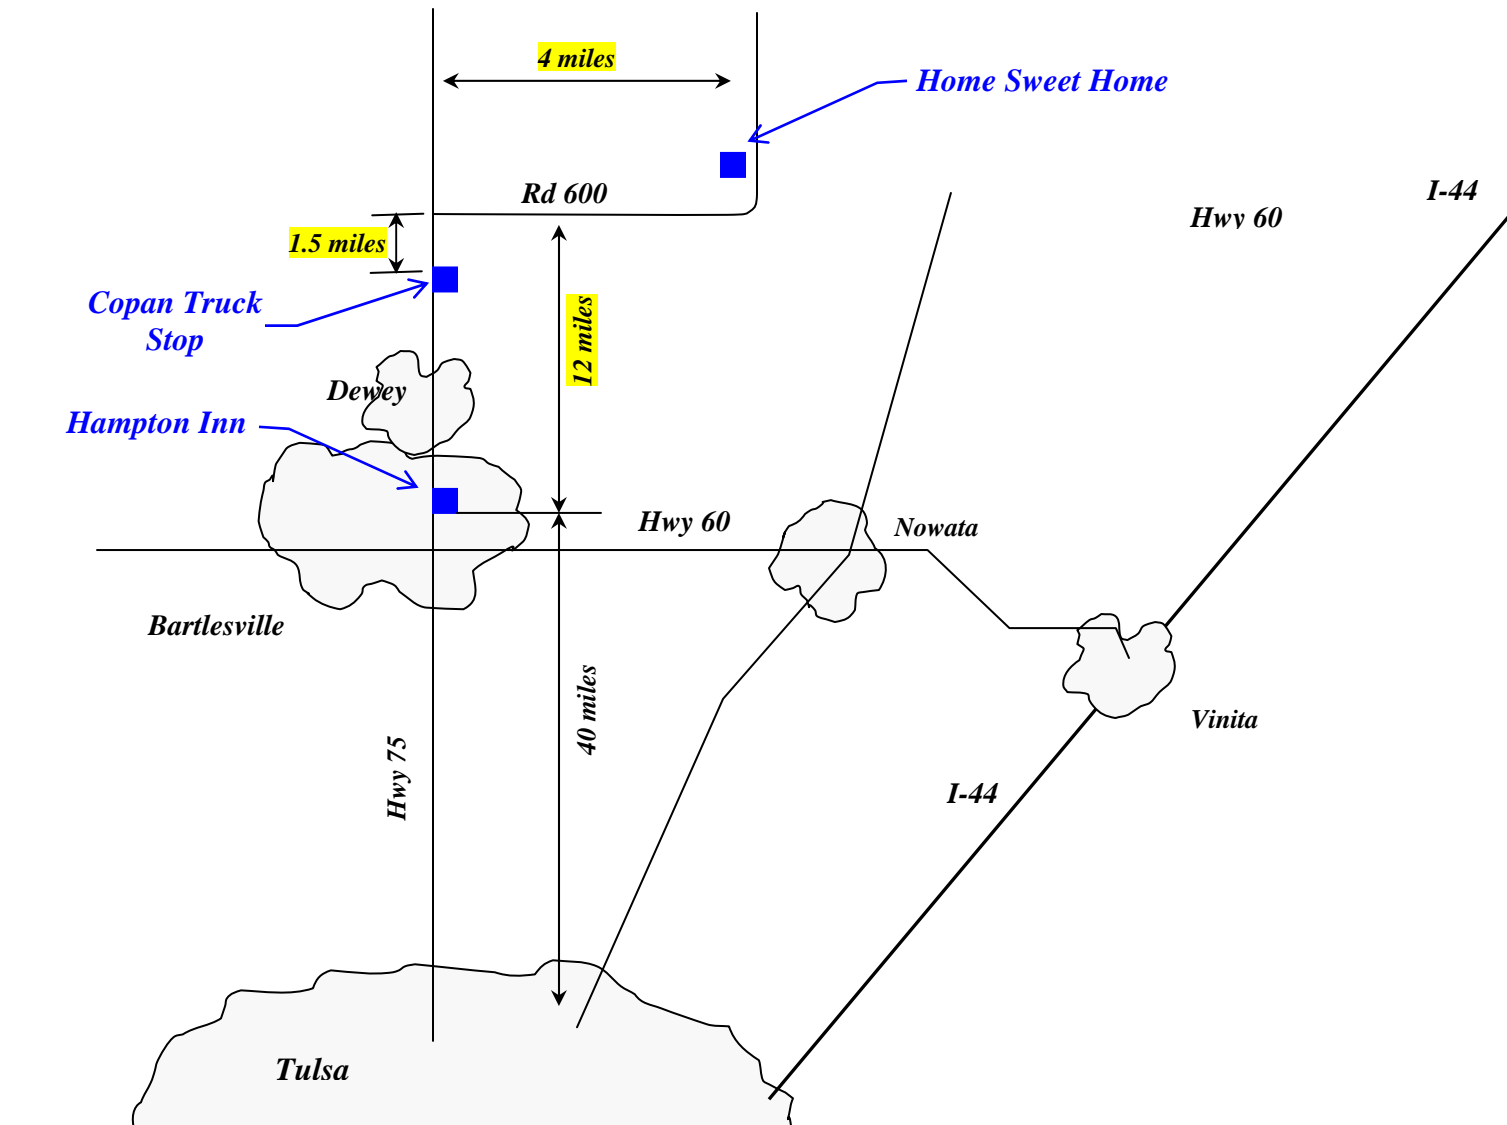 4 miles
Home Sweet Home
Rd 600
I-44
Hwy 60
1.5 miles
Copan Truck
Stop
12 miles
Dewey
Hampton Inn
Hwy 60
Nowata
Bartlesville
40 miles
Vinita
Hwy 75
I-44
Tulsa